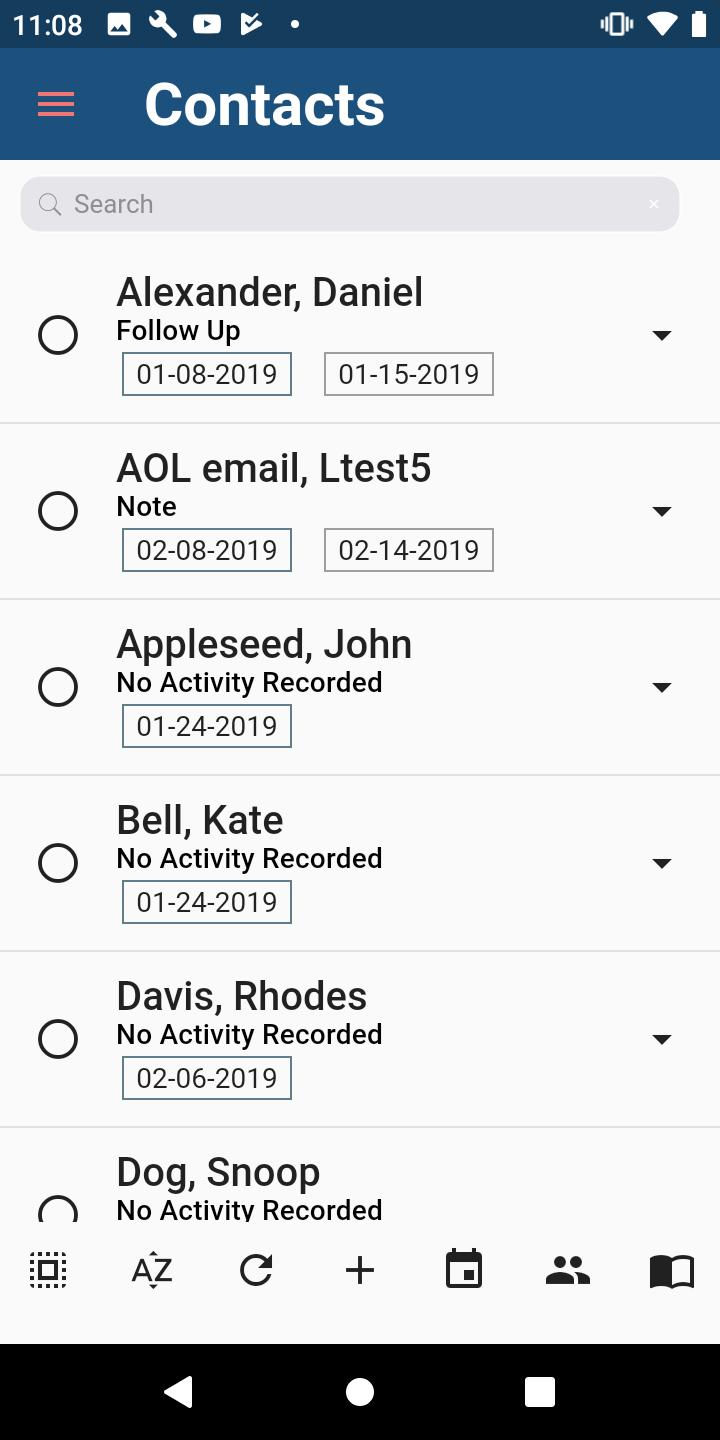 11:08
Contacts
Search
Alexander, Daniel
Follow Up
01-08-2019 01-15-2019
AOL email, Ltest5
Note
02-08-2019 02-14-2019
Appleseed, John
No Activity Recorded
01-24-2019
Bell, Kate
No Activity Recorded
01-24-2019
Davis, Rhodes
No Activity Recorded
02-06-2019
Dog, Snoop
No Activity Recorded
AZ